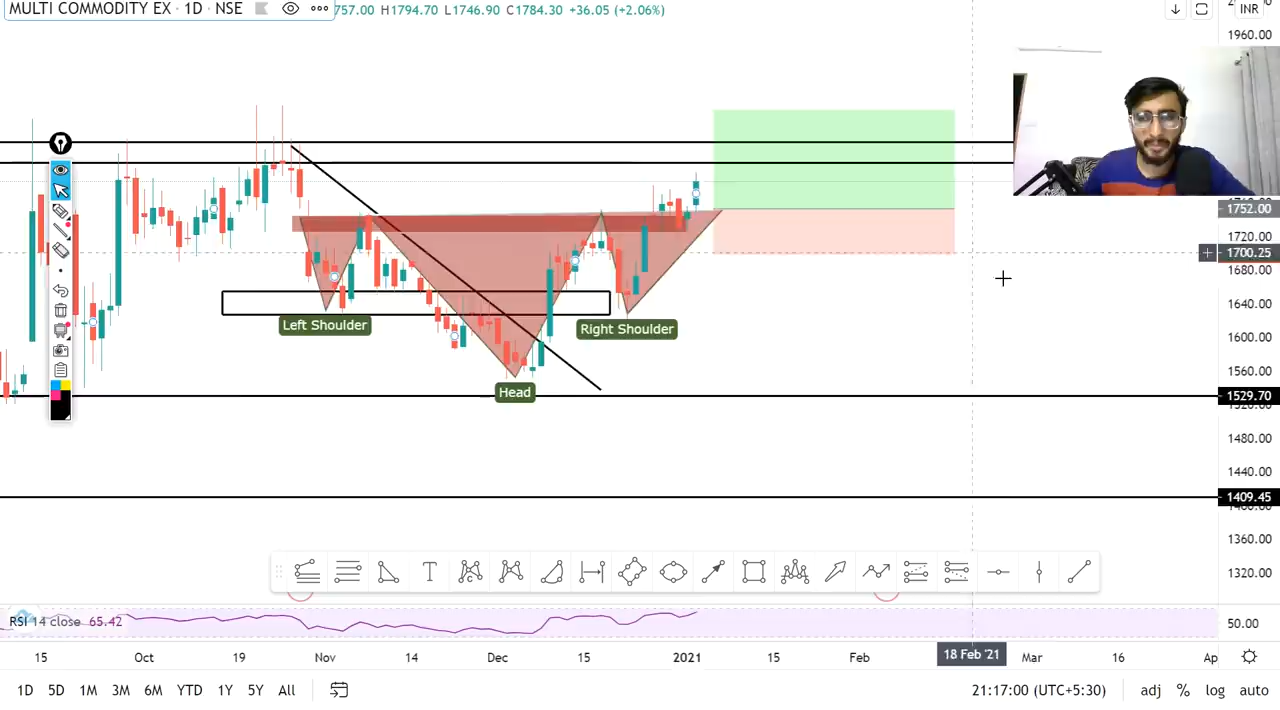 MULTI COMMODITY EX · 1D · NSE
757.00 H1794.70 L1746.90 C1784.30 +36.05 (+2.06%)
INR
1960.00
1752.00
1720.00
1700.25
1680.00
1640.00
1600.00
1560.00
1529.70
1480.00
1440.00
1409.45
1360.00
1320.00
Left Shoulder
Right Shoulder
Head
RSI 14 close 65.42
50.00
15 Oct 19 Nov 14 Dec 15 2021 15 Feb 18 Feb '21 Mar 16 Ap
1D 5D 1M 3M 6M YTD 1Y 5Y All
21:17:00 (UTC+5:30) adj % log auto